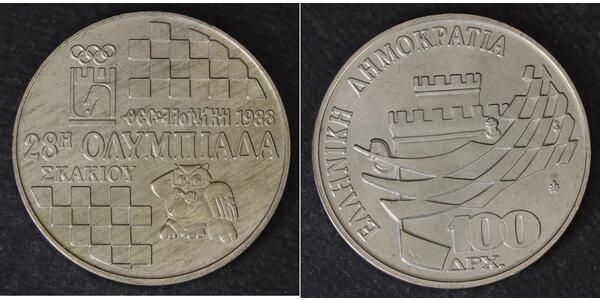 ΘΕΣΣΑΛΟΝΙΚΗ 1988
28Η ΟΛΥΜΠΙΑΔΑ
ΣΚΑΚΙΟΥ
ΕΛΛΗΝΙΚΗ ΔΗΜΟΚΡΑΤΙΑ
100
ΔΡΧ.